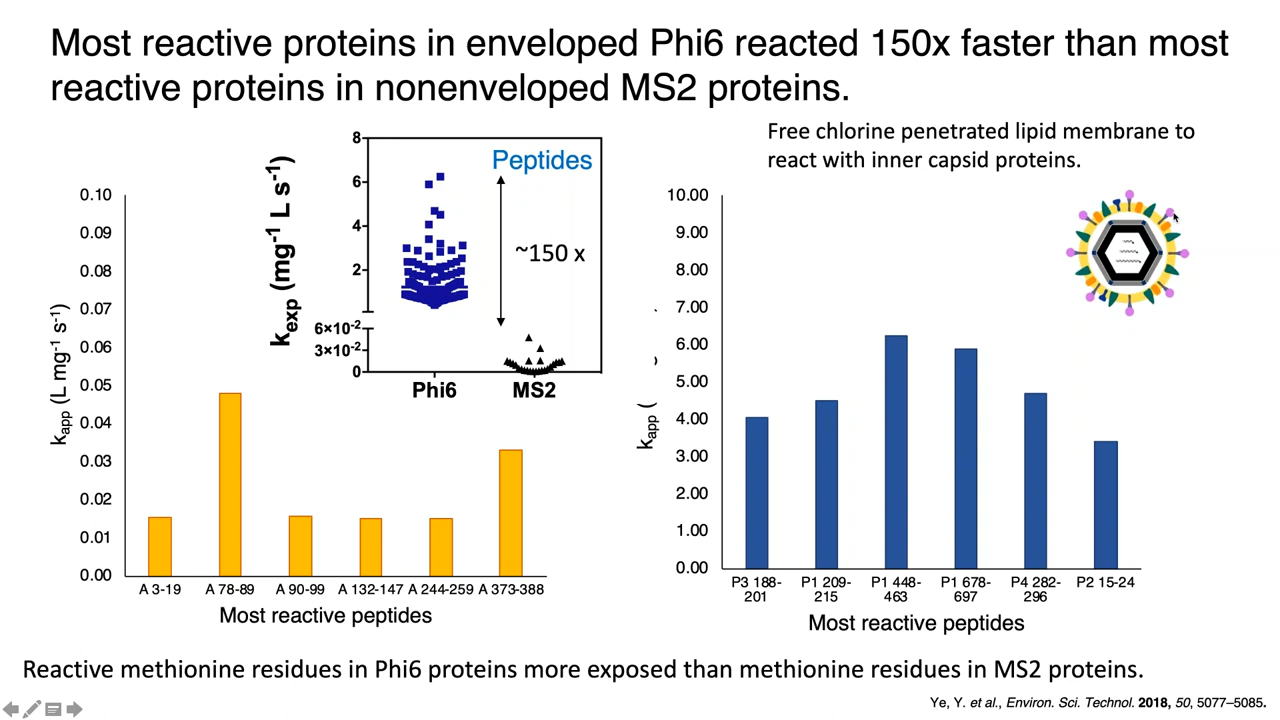 Most reactive proteins in enveloped Phi6 reacted 150x faster than most
reactive proteins in nonenveloped MS2 proteins.
Free chlorine penetrated lipid membrane to
react with inner capsid proteins.
kexp (mg-1 L s-1)
8
6
4
2
6×10-2
3×10-2
0
Peptides
~150 x
Phi6
MS2
kapp (L mg-1 s-1)
0.10
0.09
0.08
0.07
0.06
0.05
0.04
0.03
0.02
0.01
0.00
A 3-19
A 78-89
A 90-99
A 132-147
A 244-259
A 373-388
Most reactive peptides
kapp (
10.00
9.00
8.00
7.00
6.00
5.00
4.00
3.00
2.00
1.00
0.00
P3 188-
201
P1 209-
215
P1 448-
463
P1 678-
697
P4 282-
296
P2 15-24
Most reactive peptides
Reactive methionine residues in Phi6 proteins more exposed than methionine residues in MS2 proteins.
Ye, Y. et al., Environ. Sci. Technol. 2018, 50, 5077–5085.